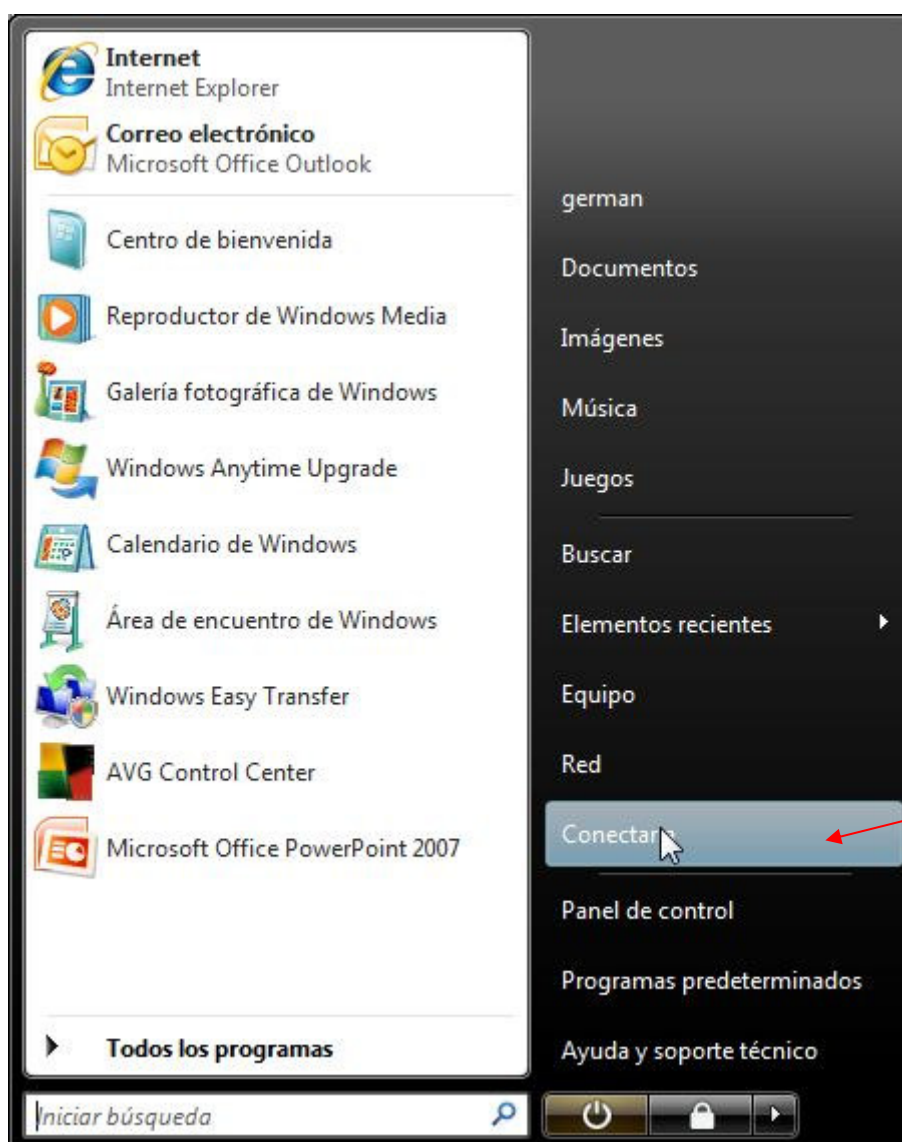 Internet
Internet Explorer
Correo electrónico
Microsoft Office Outlook
Centro de bienvenida
Reproductor de Windows Media
Galería fotográfica de Windows
Windows Anytime Upgrade
Calendario de Windows
Área de encuentro de Windows
Windows Easy Transfer
AVG Control Center
Microsoft Office PowerPoint 2007
Todos los programas
Iniciar búsqueda
german
Documentos
Imágenes
Música
Juegos
Buscar
Elementos recientes
Equipo
Red
Conectar a
Panel de control
Programas predeterminados
Ayuda y soporte técnico